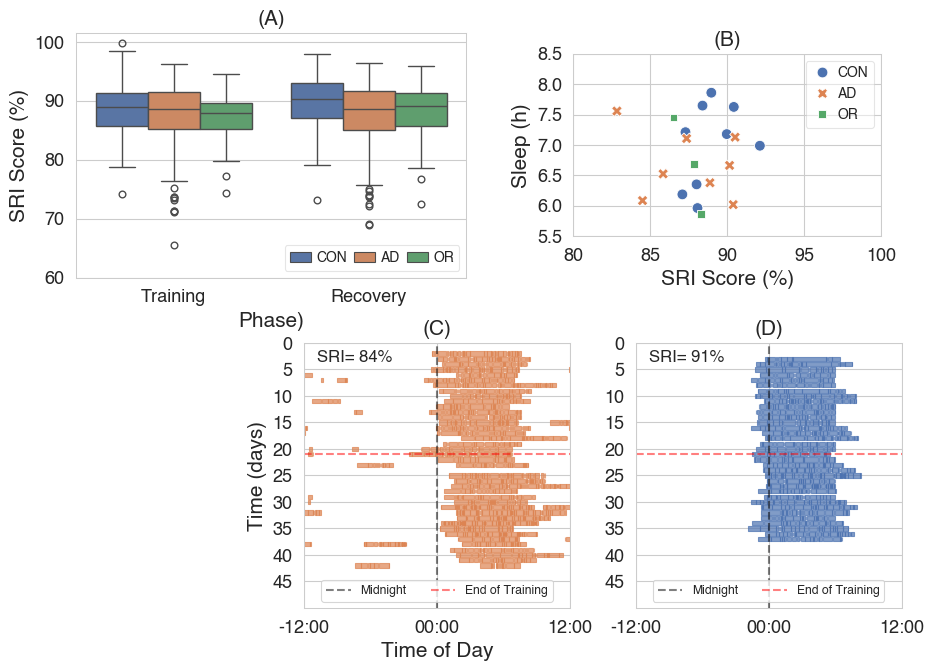 (A)
100
90
80
70
60
SRI Score (%)
CON AD OR
Training Recovery
Phase)
(B)
8.5
8.0
7.5
7.0
6.5
6.0
5.5
Sleep (h)
CON
AD
OR
80 85 90 95 100
SRI Score (%)
(C)
SRI= 84%
0
5
10
15
20
25
30
35
40
45
Time (days)
Midnight End of Training
-12:00 00:00 12:00
Time of Day
(D)
SRI= 91%
0
5
10
15
20
25
30
35
40
45
Midnight End of Training
-12:00 00:00 12:00